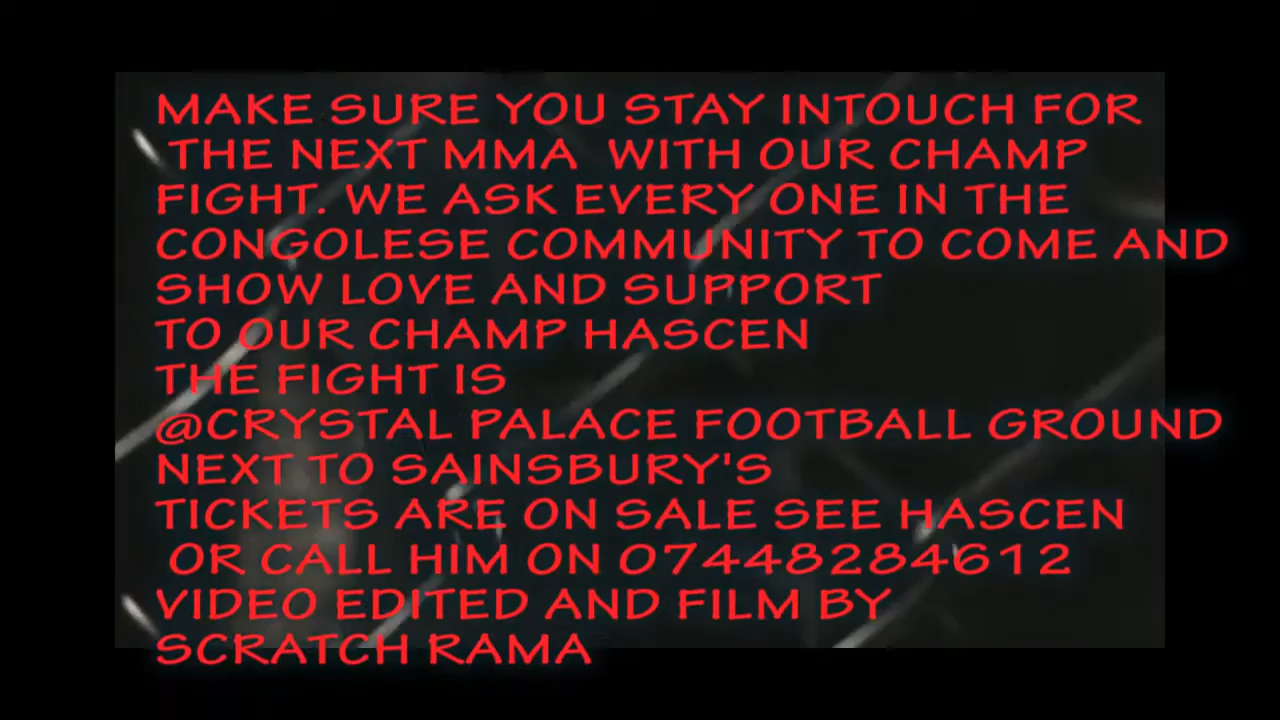 MAKE SURE YOU STAY INTOUCH FOR
THE NEXT MMA WITH OUR CHAMP
FIGHT. WE ASK EVERY ONE IN THE
CONGOLESE COMMUNITY TO COME AND
SHOW LOVE AND SUPPORT
TO OUR CHAMP HASCEN
THE FIGHT IS
@CRYSTAL PALACE FOOTBALL GROUND
NEXT TO SAINSBURY'S
TICKETS ARE ON SALE SEE HASCEN
OR CALL HIM ON 07448284612
VIDEO EDITED AND FILM BY
SCRATCH RAMA